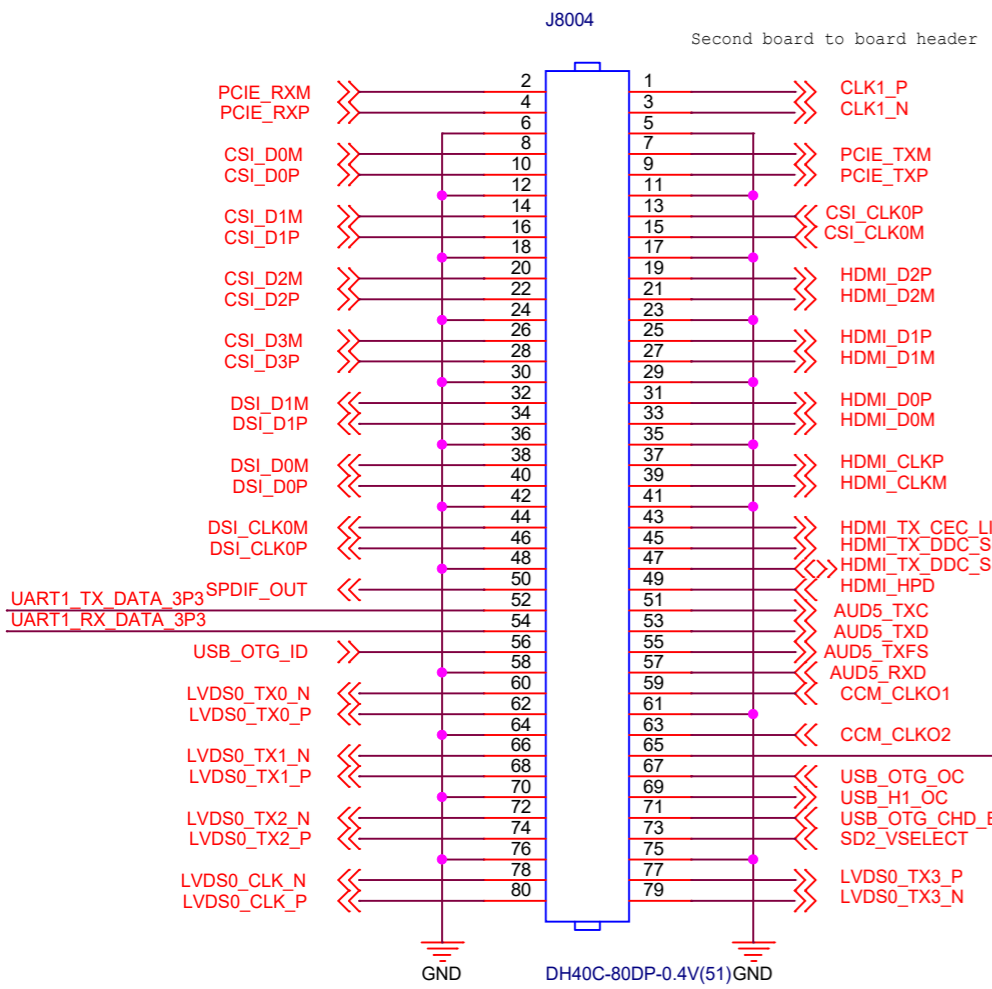 J8004
Second board to board header
PCIE_RXM 2 1 CLK1_P
PCIE_RXP 4 3 CLK1_N
6 5
CSI_D0M 8 7 PCIE_TXM
CSI_D0P 10 9 PCIE_TXP
12 11
CSI_D1M 14 13 CSI_CLK0P
CSI_D1P 16 15 CSI_CLK0M
18 17
CSI_D2M 20 19 HDMI_D2P
CSI_D2P 22 21 HDMI_D2M
24 23
CSI_D3M 26 25 HDMI_D1P
CSI_D3P 28 27 HDMI_D1M
30 29
DSI_D1M 32 31 HDMI_D0P
DSI_D1P 34 33 HDMI_D0M
36 35
DSI_D0M 38 37 HDMI_CLKP
DSI_D0P 40 39 HDMI_CLKM
42 41
DSI_CLK0M 44 43 HDMI_TX_CEC_LI
DSI_CLK0P 46 45 HDMI_TX_DDC_S
48 47 HDMI_TX_DDC_S
SPDIF_OUT 50 49 HDMI_HPD
UART1_TX_DATA_3P3 52 51 AUD5_TXC
UART1_RX_DATA_3P3 54 53 AUD5_TXD
USB_OTG_ID 56 55 AUD5_TXFS
58 57 AUD5_RXD
LVDS0_TX0_N 60 59 CCM_CLKO1
LVDS0_TX0_P 62 61
64 63 CCM_CLKO2
LVDS0_TX1_N 66 65
LVDS0_TX1_P 68 67 USB_OTG_OC
70 69 USB_H1_OC
LVDS0_TX2_N 72 71 USB_OTG_CHD_E
LVDS0_TX2_P 74 73 SD2_VSELECT
76 75
LVDS0_CLK_N 78 77 LVDS0_TX3_P
LVDS0_CLK_P 80 79 LVDS0_TX3_N
GND DH40C-80DP-0.4V(51) GND